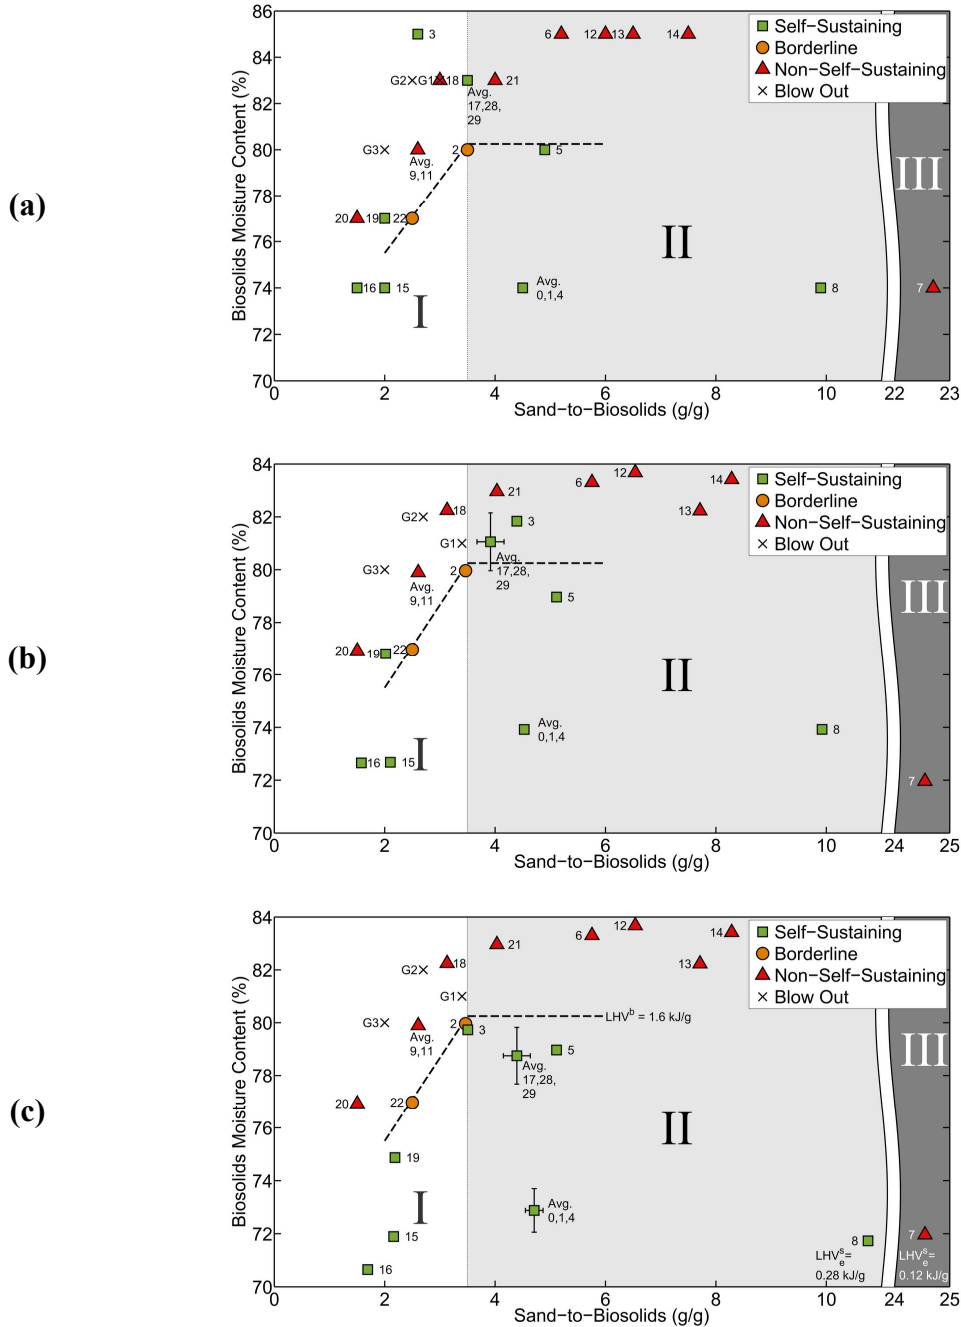 (a)
Biosolids Moisture Content (%)
86
84
82
80
78
76
74
72
70
0
2
4
6
8
10
22
23
Sand-to-Biosolids (g/g)
Self-Sustaining
Borderline
Non-Self-Sustaining
Blow Out
3
6
12
13
14
G2
G1
18
21
Avg.
17,28,
29
G3
Avg.
9,11
2
5
20
19
22
16
15
Avg.
0,1,4
8
7
I
II
III
(b)
Biosolids Moisture Content (%)
84
82
80
78
76
74
72
70
0
2
4
6
8
10
24
25
Sand-to-Biosolids (g/g)
Self-Sustaining
Borderline
Non-Self-Sustaining
Blow Out
12
6
14
21
13
18
G2
3
G1
Avg.
17,28,
29
G3
Avg.
9,11
2
5
20
19
22
Avg.
0,1,4
8
16
15
7
I
II
III
(c)
Biosolids Moisture Content (%)
84
82
80
78
76
74
72
70
0
2
4
6
8
10
24
25
Sand-to-Biosolids (g/g)
Self-Sustaining
Borderline
Non-Self-Sustaining
Blow Out
12
6
14
21
13
18
G2
G1
LHVᵇ = 1.6 kJ/g
G3
Avg.
9,11
2
3
5
Avg.
17,28,
29
20
22
19
Avg.
0,1,4
15
16
8
7
LHVˢₑ=
0.28 kJ/g
LHVˢₑ=
0.12 kJ/g
I
II
III